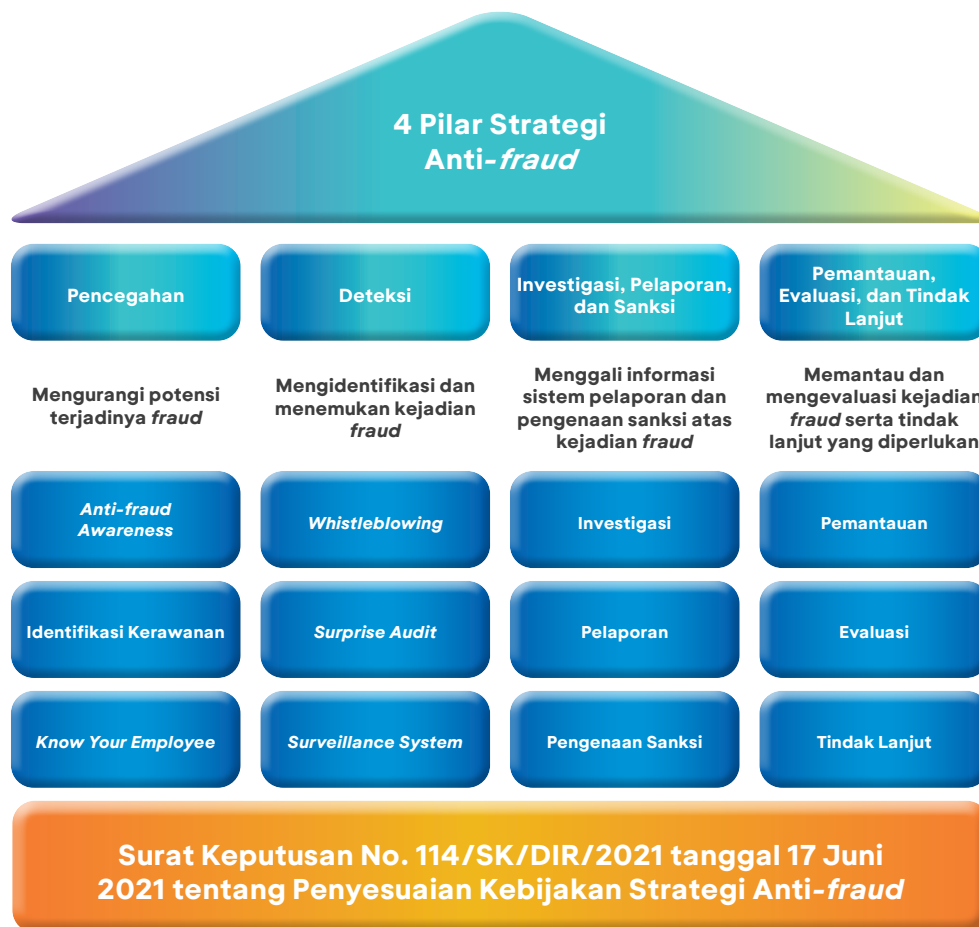 4 Pilar Strategi
Anti-fraud
Pencegahan
Deteksi
Investigasi, Pelaporan,
dan Sanksi
Pemantauan,
Evaluasi, dan Tindak
Lanjut
Mengurangi potensi
terjadinya fraud
Mengidentifikasi dan
menemukan kejadian
fraud
Menggali informasi
sistem pelaporan dan
pengenaan sanksi atas
kejadian fraud
Memantau dan
mengevaluasi kejadian
fraud serta tindak
lanjut yang diperlukan
Anti-fraud
Awareness
Whistleblowing
Investigasi
Pemantauan
Identifikasi Kerawanan
Surprise Audit
Pelaporan
Evaluasi
Know Your Employee
Surveillance System
Pengenaan Sanksi
Tindak Lanjut
Surat Keputusan No. 114/SK/DIR/2021 tanggal 17 Juni
2021 tentang Penyesuaian Kebijakan Strategi Anti-fraud